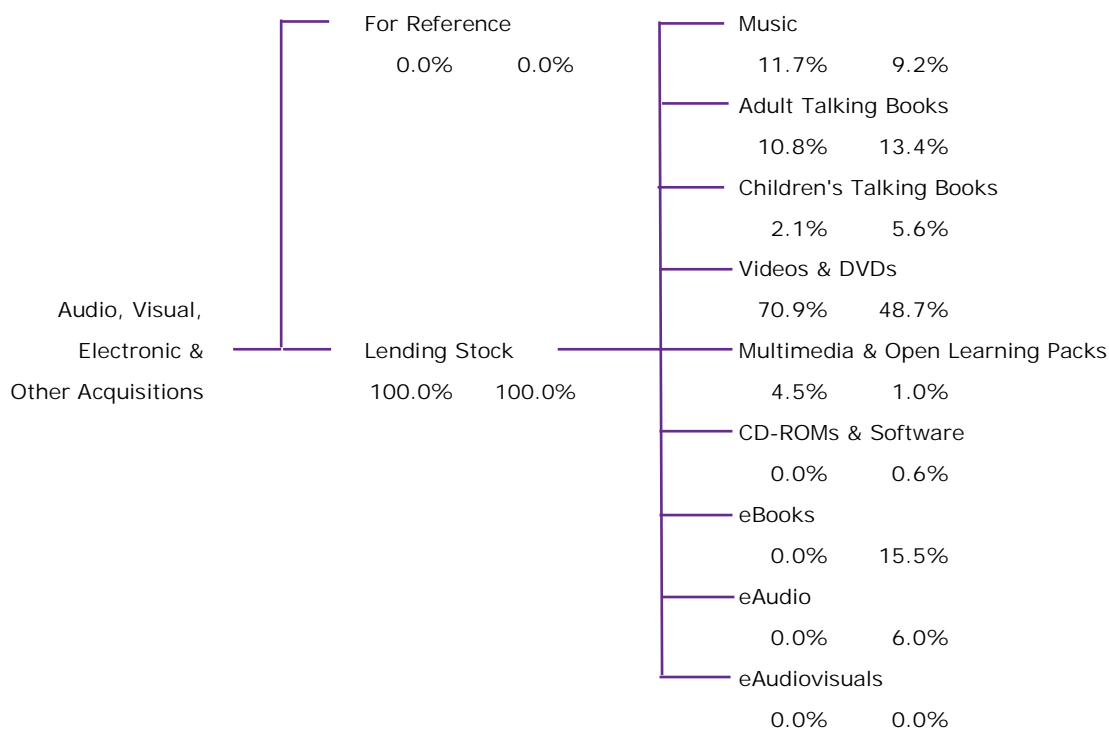 For Reference
0.0% 0.0%
Audio, Visual,
Electronic &
Other Acquisitions
Lending Stock
100.0% 100.0%
Music
11.7% 9.2%
Adult Talking Books
10.8% 13.4%
Children's Talking Books
2.1% 5.6%
Videos & DVDs
70.9% 48.7%
Multimedia & Open Learning Packs
4.5% 1.0%
CD-ROMs & Software
0.0% 0.6%
eBooks
0.0% 15.5%
eAudio
0.0% 6.0%
eAudiovisuals
0.0% 0.0%